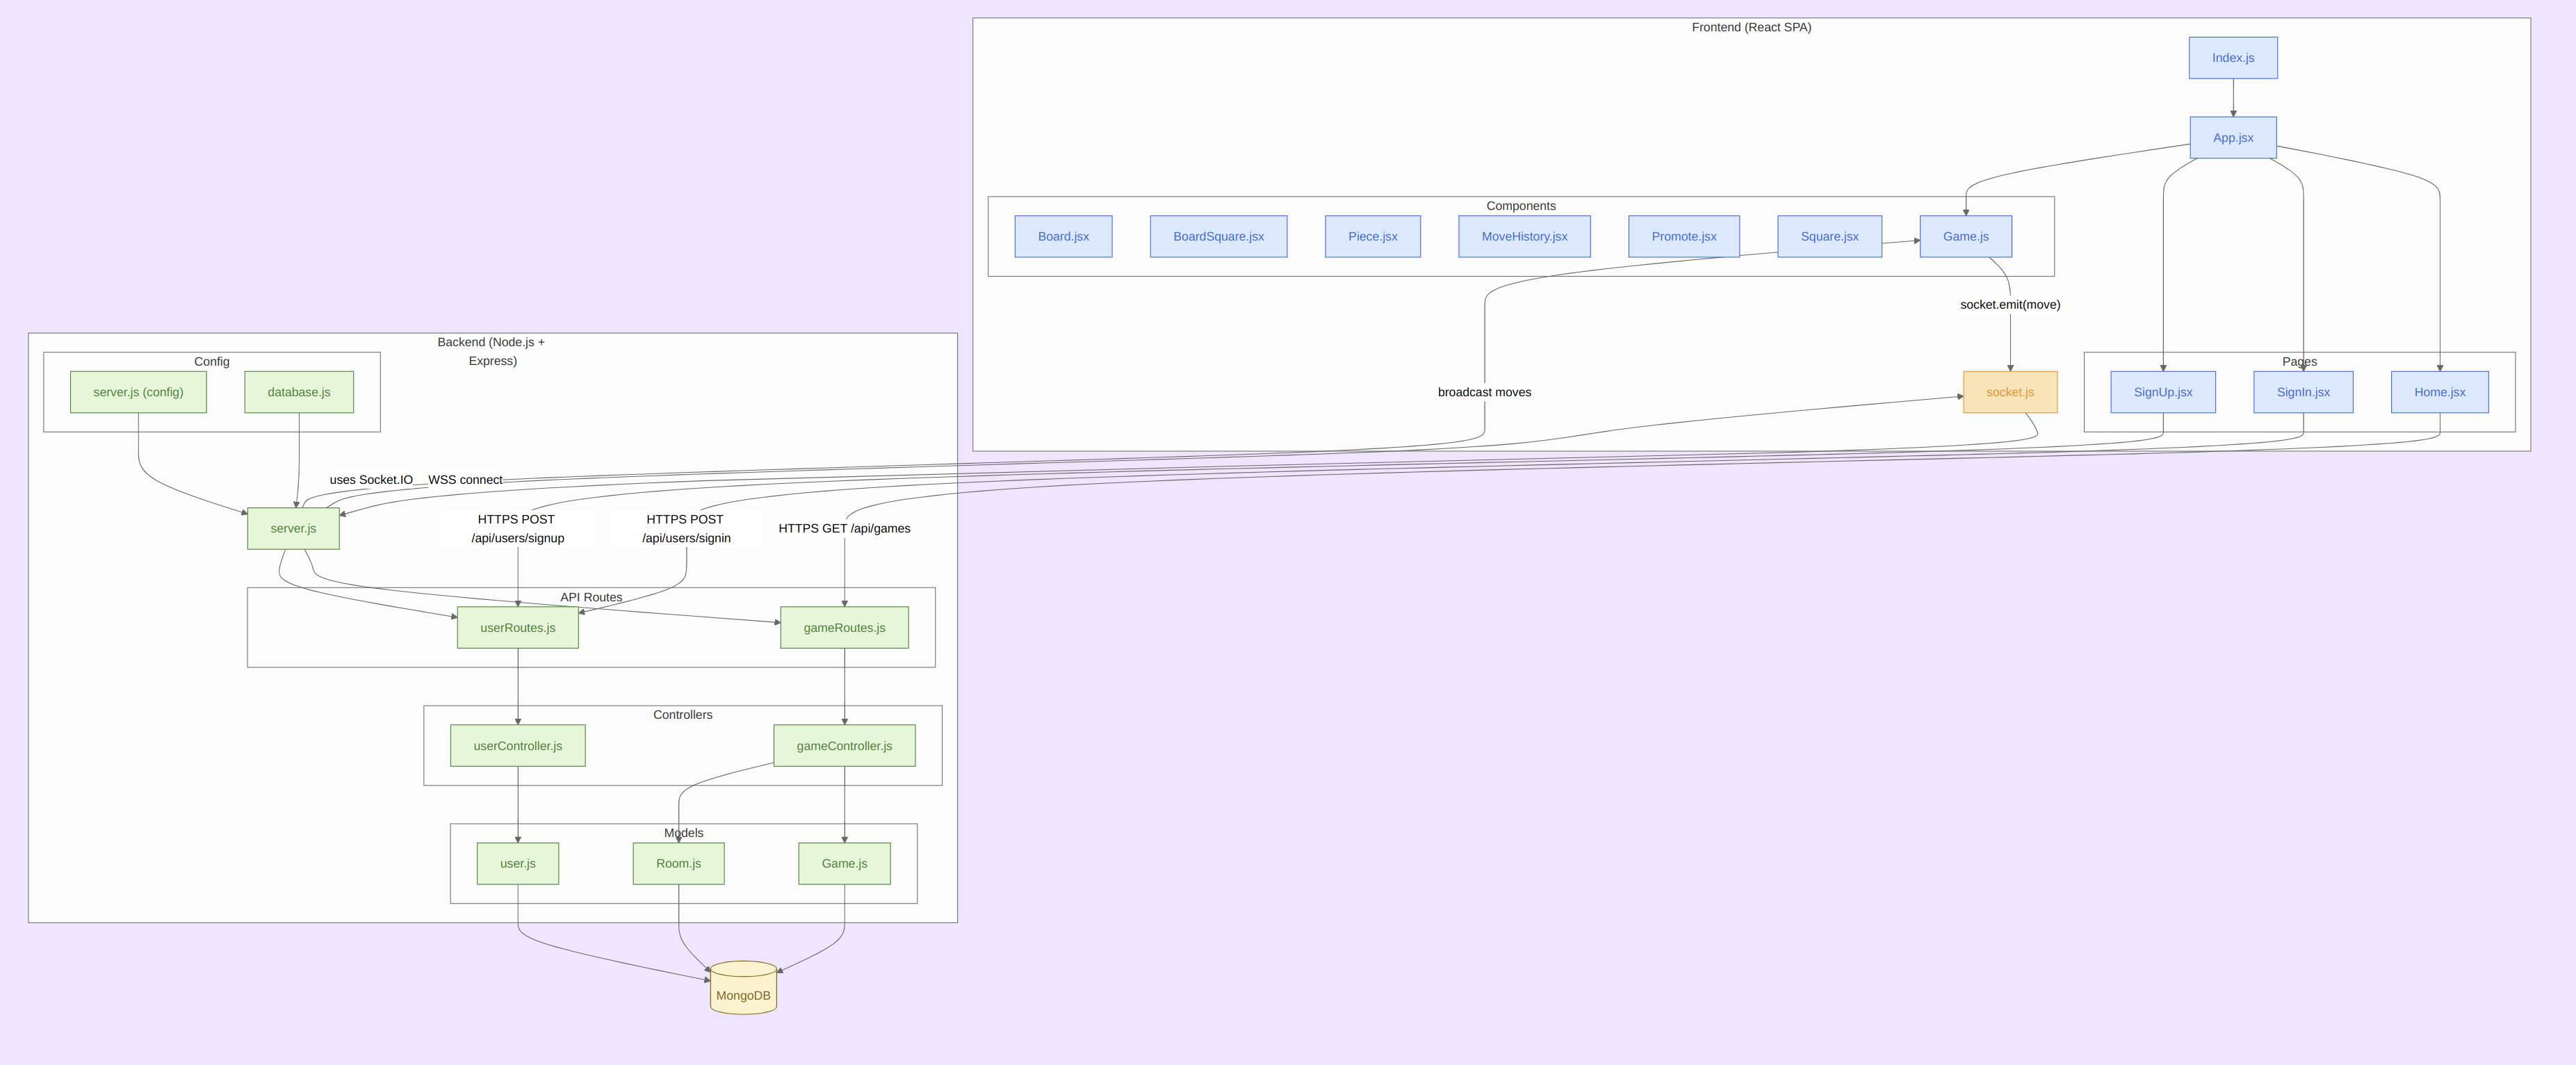 Frontend (React SPA)
Index.js
App.jsx
Components
Board.jsx
BoardSquare.jsx
Piece.jsx
MoveHistory.jsx
Promote.jsx
Square.jsx
Game.js
socket.emit(move)
broadcast moves
socket.js
Pages
SignUp.jsx
SignIn.jsx
Home.jsx
Backend (Node.js +
Express)
Config
server.js (config)
database.js
uses Socket.IO
WSS connect
server.js
HTTPS POST
/api/users/signup
HTTPS POST
/api/users/signin
HTTPS GET /api/games
API Routes
userRoutes.js
gameRoutes.js
Controllers
userController.js
gameController.js
Models
user.js
Room.js
Game.js
MongoDB